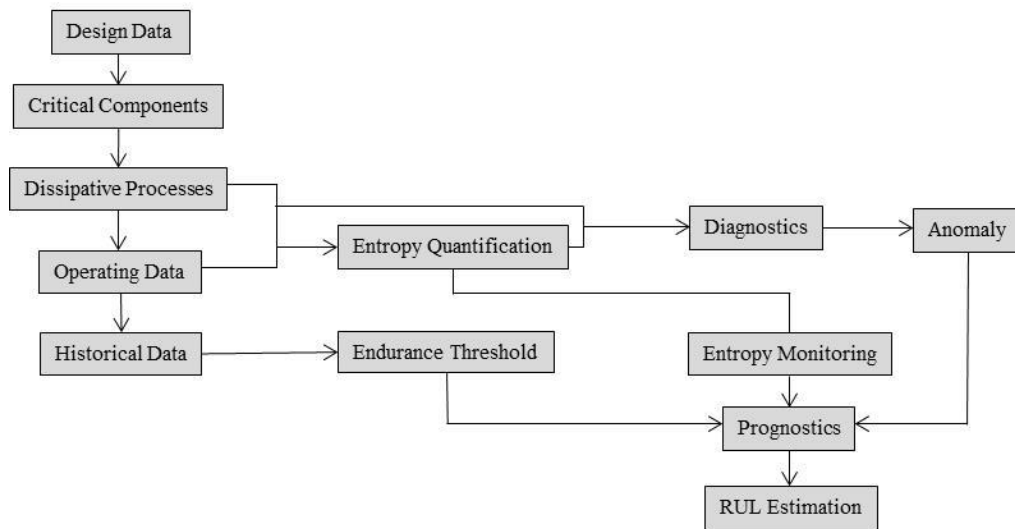 Design Data
Critical Components
Dissipative Processes
Entropy Quantification
Diagnostics
Anomaly
Operating Data
Historical Data
Endurance Threshold
Entropy Monitoring
Prognostics
RUL Estimation